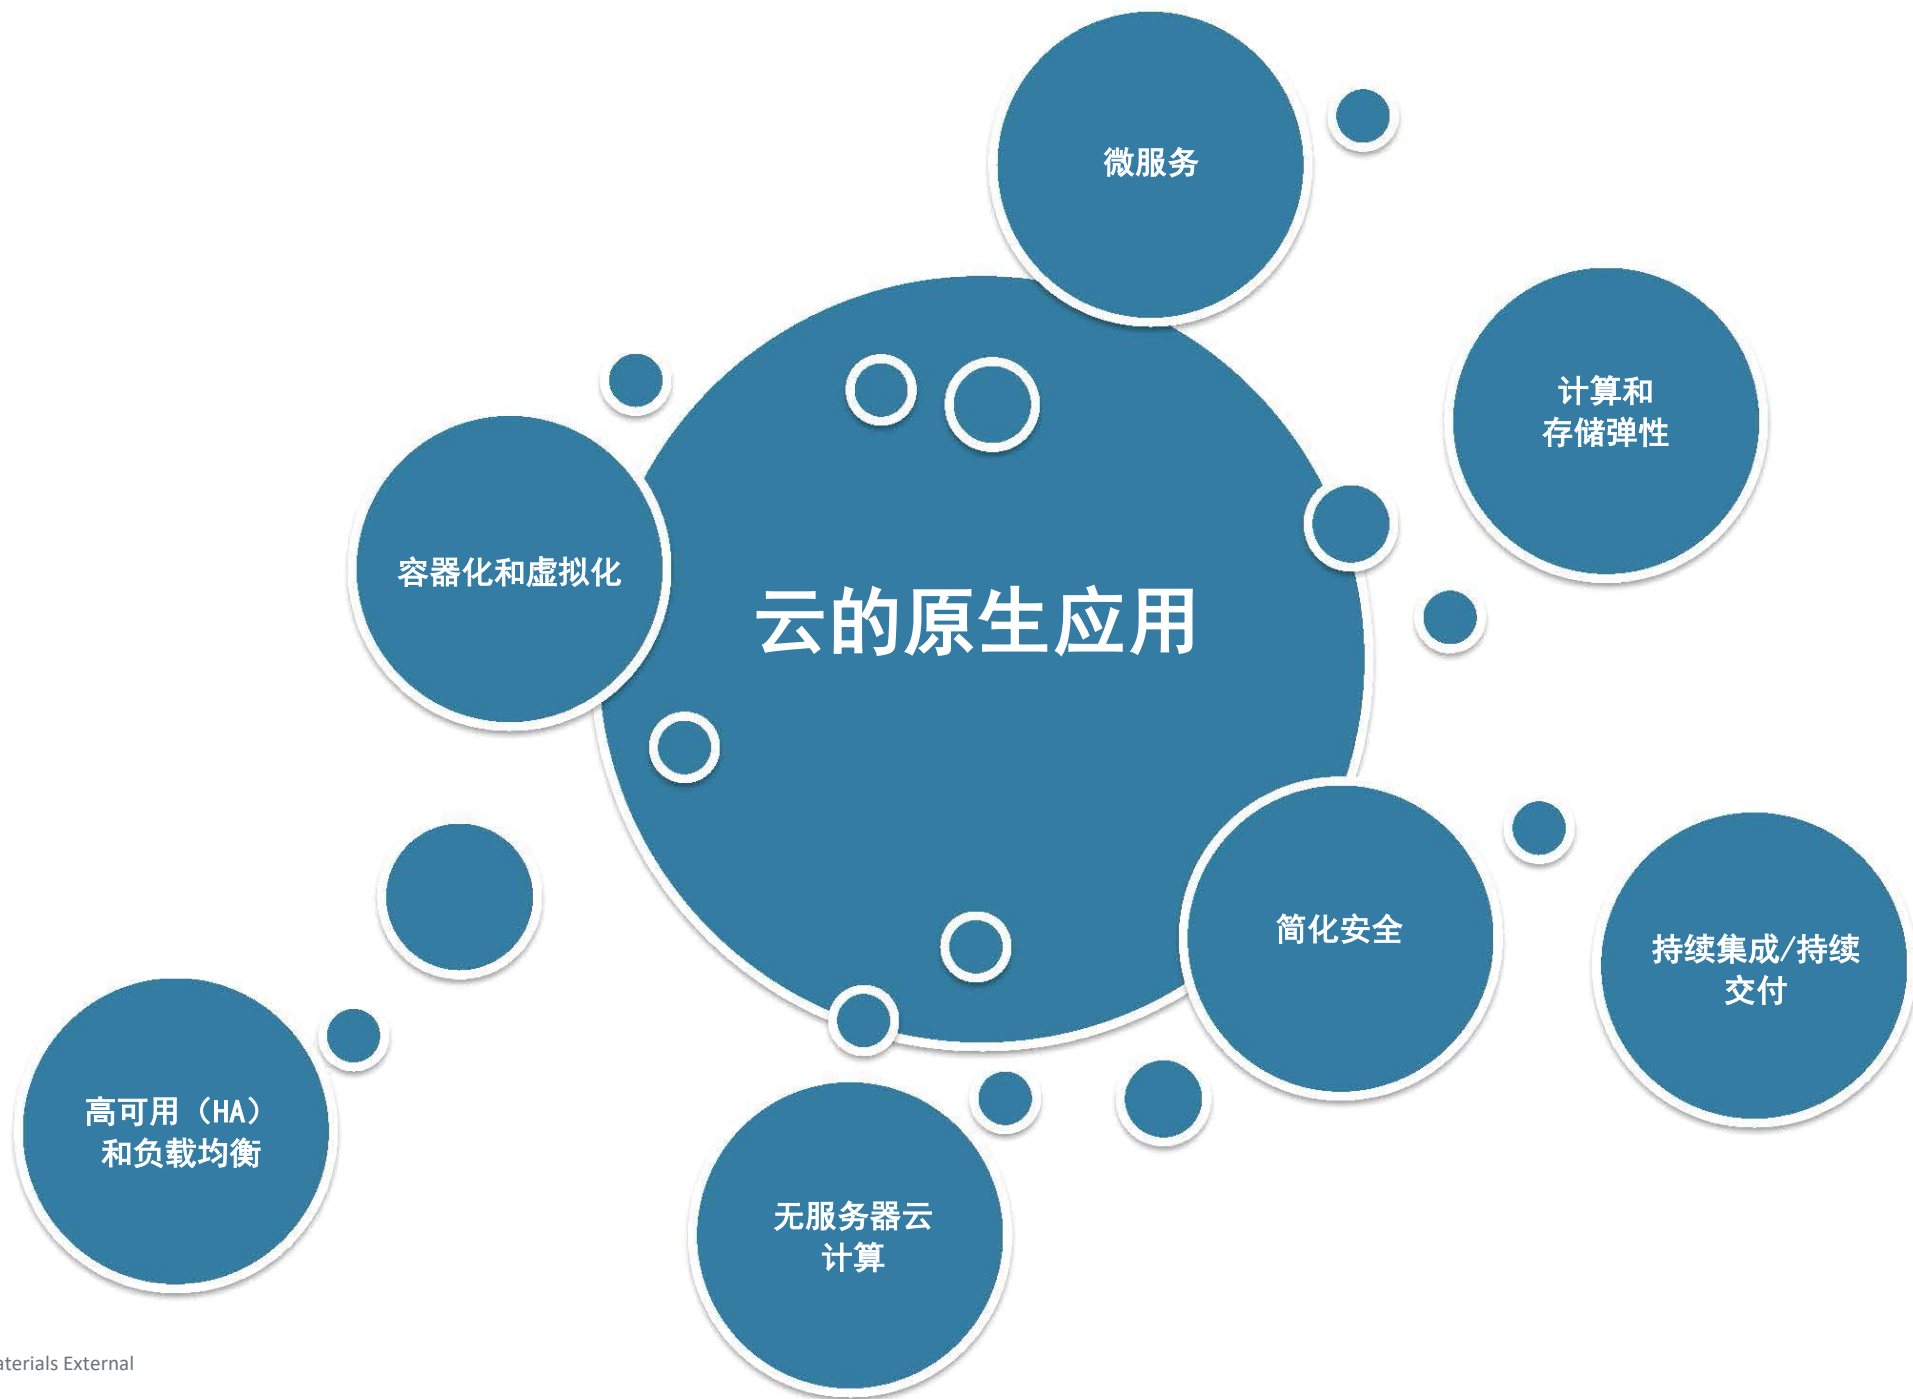 微服务
计算和
存储弹性
容器化和虚拟化
云的原生应用
简化安全
持续集成/持续
交付
高可用（HA）
和负载均衡
无服务器云
计算
aterials External